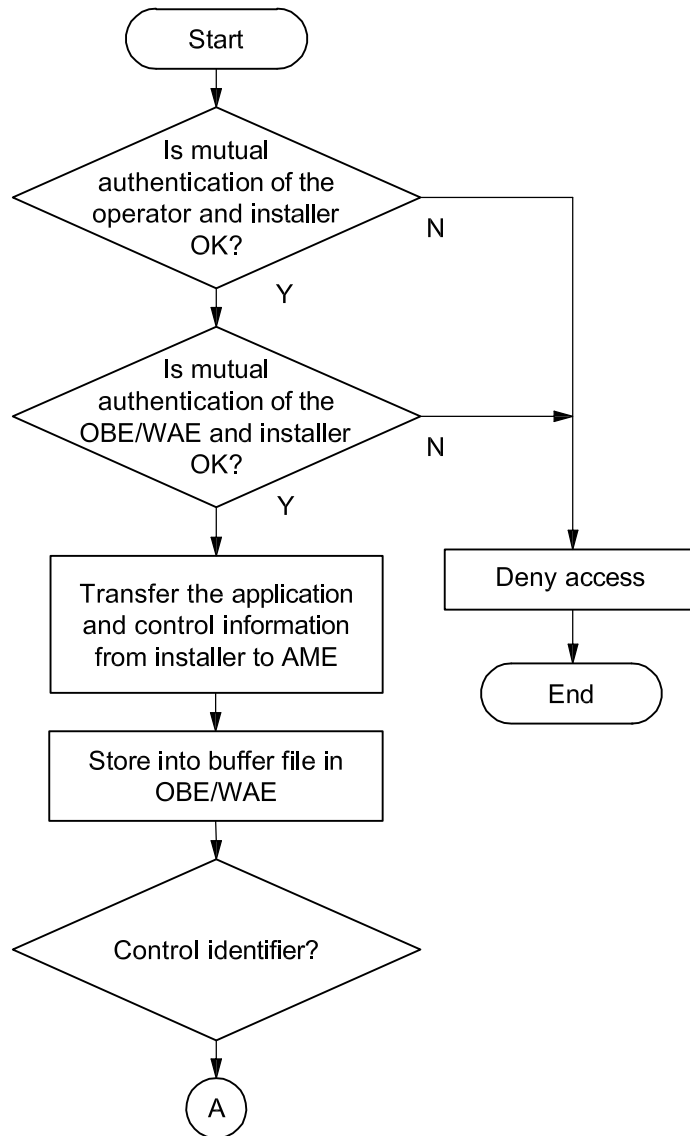 Start
Is mutual
authentication of the
operator and installer
OK?
N
Y
Is mutual
authentication of the
OBE/WAE and installer
OK?
N
Y
Transfer the application
and control information
from installer to AME
Deny access
End
Store into buffer file in
OBE/WAE
Control identifier?
A